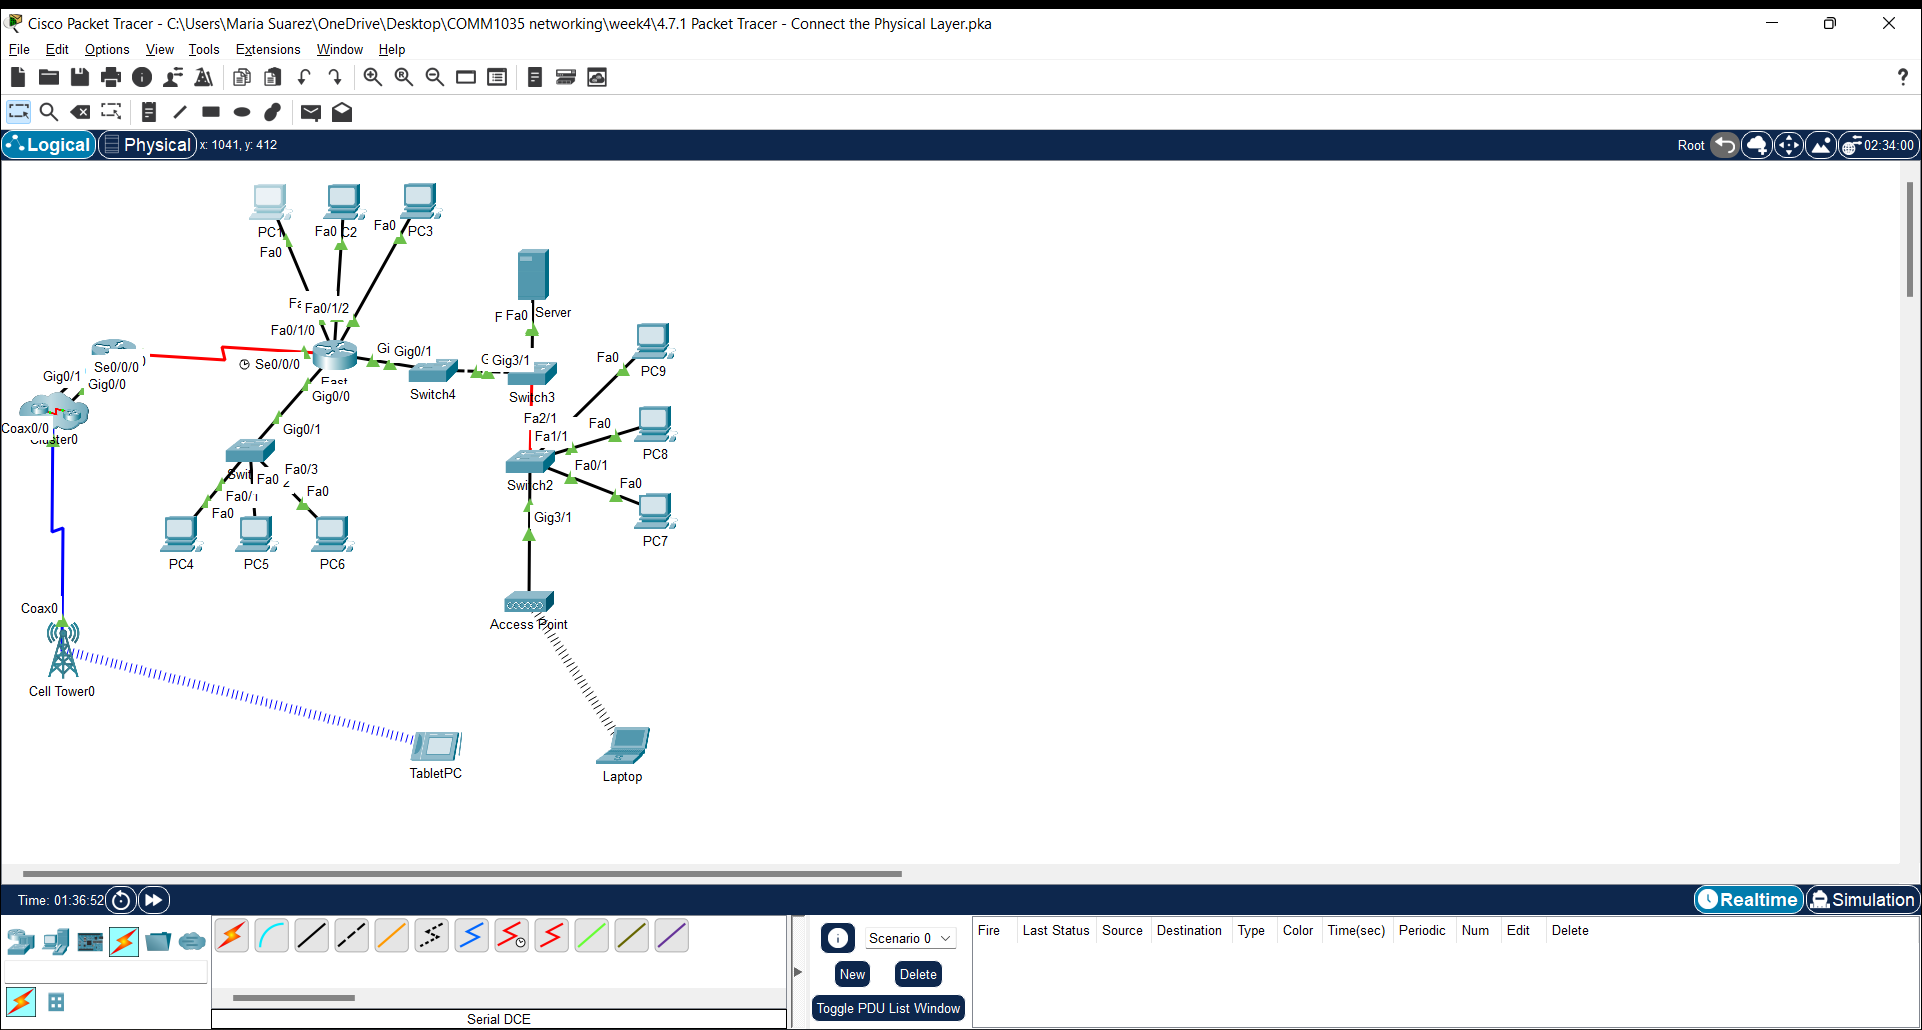 Cisco Packet Tracer - C:\Users\Maria Suarez\OneDrive\Desktop\COMM1035 networking\week4\4.7.1 Packet Tracer - Connect the Physical Layer.pka
File Edit Options View Tools Extensions Window Help
?
Logical Physical x: 1041, y: 412 Root 02:34:00
PC1 Fa0 C2 Fa0 PC3
Fa0
Fa0/1/2
F Fa0 Server
Fa0/1/0
Gi Gig0/1 G Gig3/1 Fa0
Se0/0/0 ) Se0/0/0
Gig0/1 PC9
Gig0/0 East Switch4 Switch3
Gig0/0
Fa2/1 Fa0
Coax0/0 Gig0/1 Fa1/1
Cluster0 PC8
Swit Fa0/3 Fa0/1
Fa0 2 Switch2 Fa0
Fa0/1 Fa0
Fa0 Gig3/1
PC7
PC4 PC5 PC6
Coax0
Access Point
Cell Tower0
TabletPC Laptop
Time: 01:36:52 Realtime Simulation
Scenario 0 Fire Last Status Source Destination Type Color Time(sec) Periodic Num Edit Delete
New Delete
Toggle PDU List Window
Serial DCE